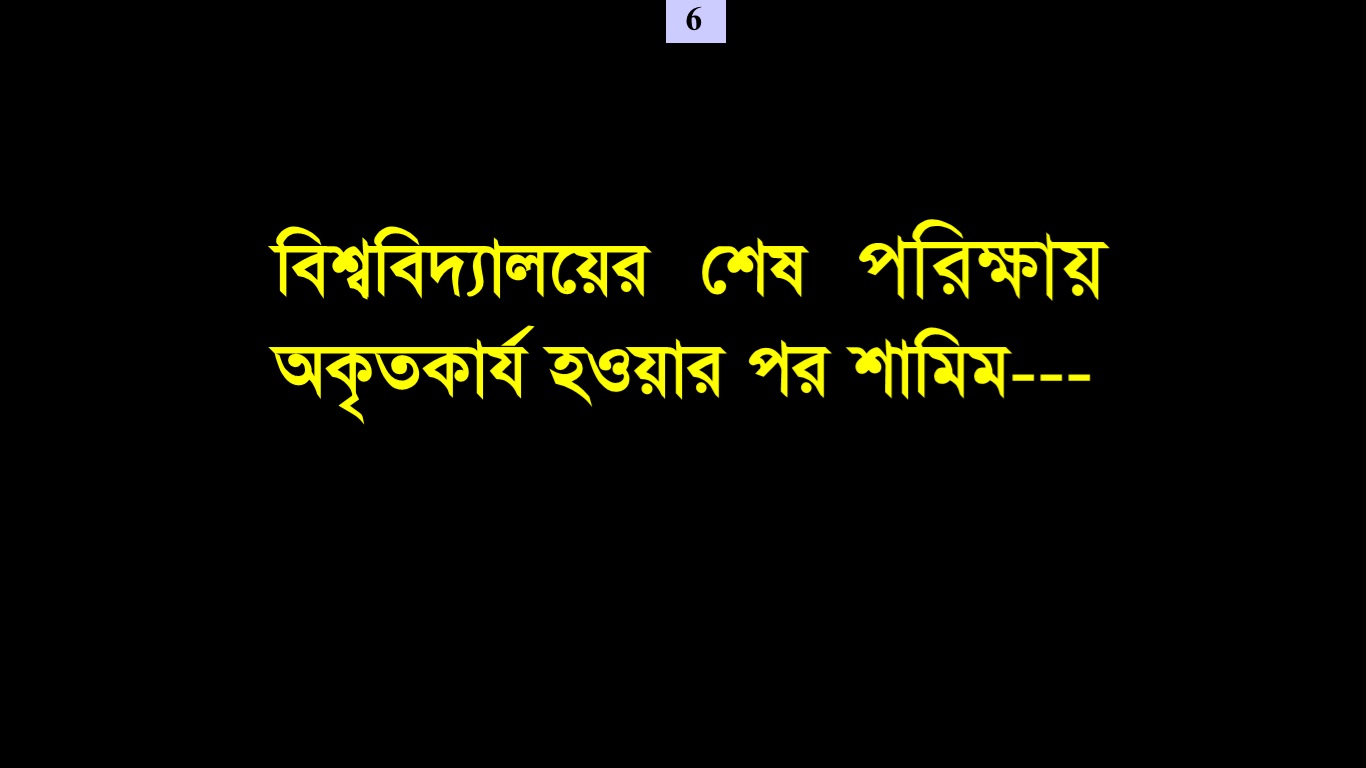 6
বিশ্ববিদ্যালয়ের শেষ পরিক্ষায়
অকৃতকার্য হওয়ার পর শামিম---